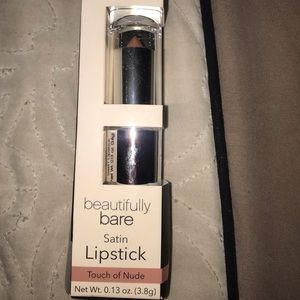 beautifully
bare
Satin
Lipstick
Touch of Nude
Net Wt. 0.13 oz. (3.8g)